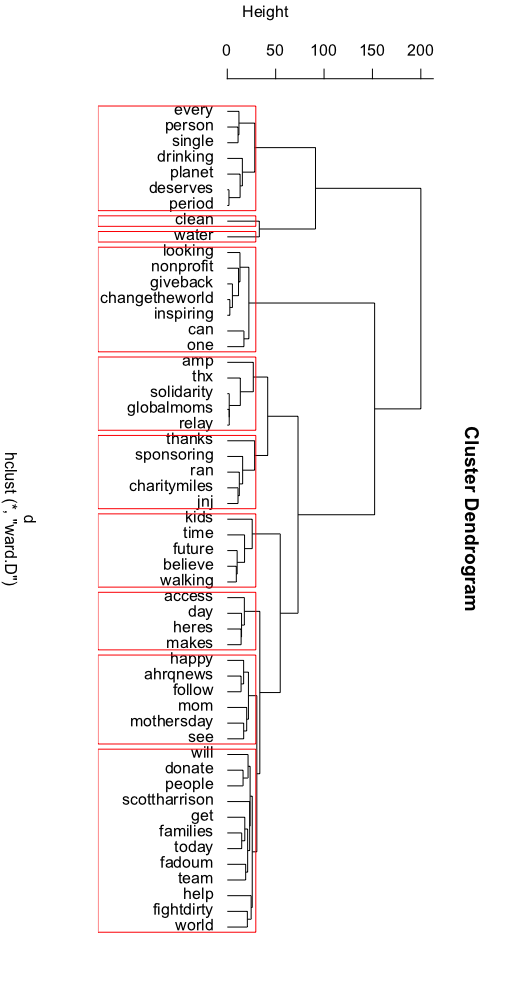 Height
0 50 100 150 200
every
person
single
drinking
planet
deserves
period
clean
water
looking
nonprofit
giveback
changetheworld
inspiring
can
one
amp
thx
solidarity
globalmoms
relay
thanks
sponsoring
ran
charitymiles
jnj
kids
time
future
believe
walking
access
day
heres
makes
happy
ahrqnews
follow
mom
mothersday
see
will
donate
people
scottharrison
get
families
today
fadoum
team
help
fightdirty
world
Cluster Dendrogram
d
hclust (*, "ward.D")